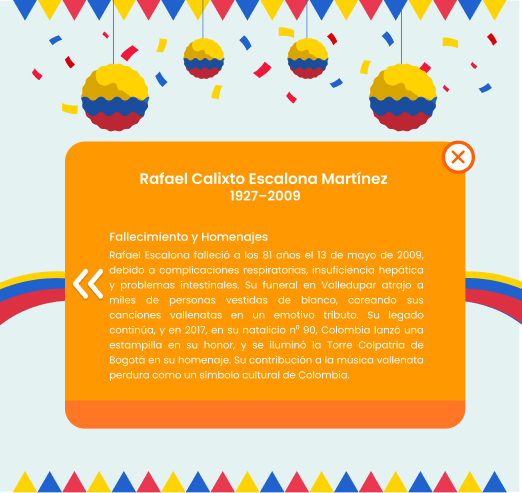 Rafael Calixto Escalona Martínez
1927–2009
Fallecimiento y Homenajes
Rafael Escalona falleció a los 81 años el 13 de mayo de 2009,
debido a complicaciones respiratorias, insuficiencia hepática
y problemas intestinales. Su funeral en Valledupar atrajo a
miles de personas vestidas de blanco, coreando sus
canciones vallenatas en un emotivo tributo. Su legado
continúa, y en 2017, en su natalicio nº 90, Colombia lanzó una
estampilla en su honor, y se iluminó la Torre Colpatria de
Bogotá en su homenaje. Su contribución a la música vallenata
perdura como un símbolo cultural de Colombia.